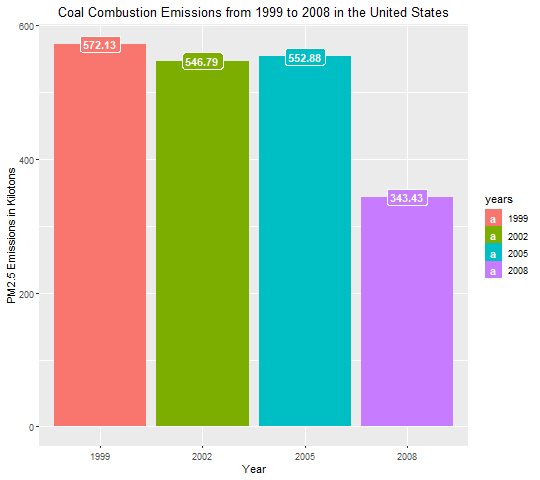 Coal Combustion Emissions from 1999 to 2008 in the United States
600
400
200
0
PM2.5 Emissions in Kilotons
572.13
546.79
552.88
343.43
1999 2002 2005 2008
Year
years
a 1999
a 2002
a 2005
a 2008